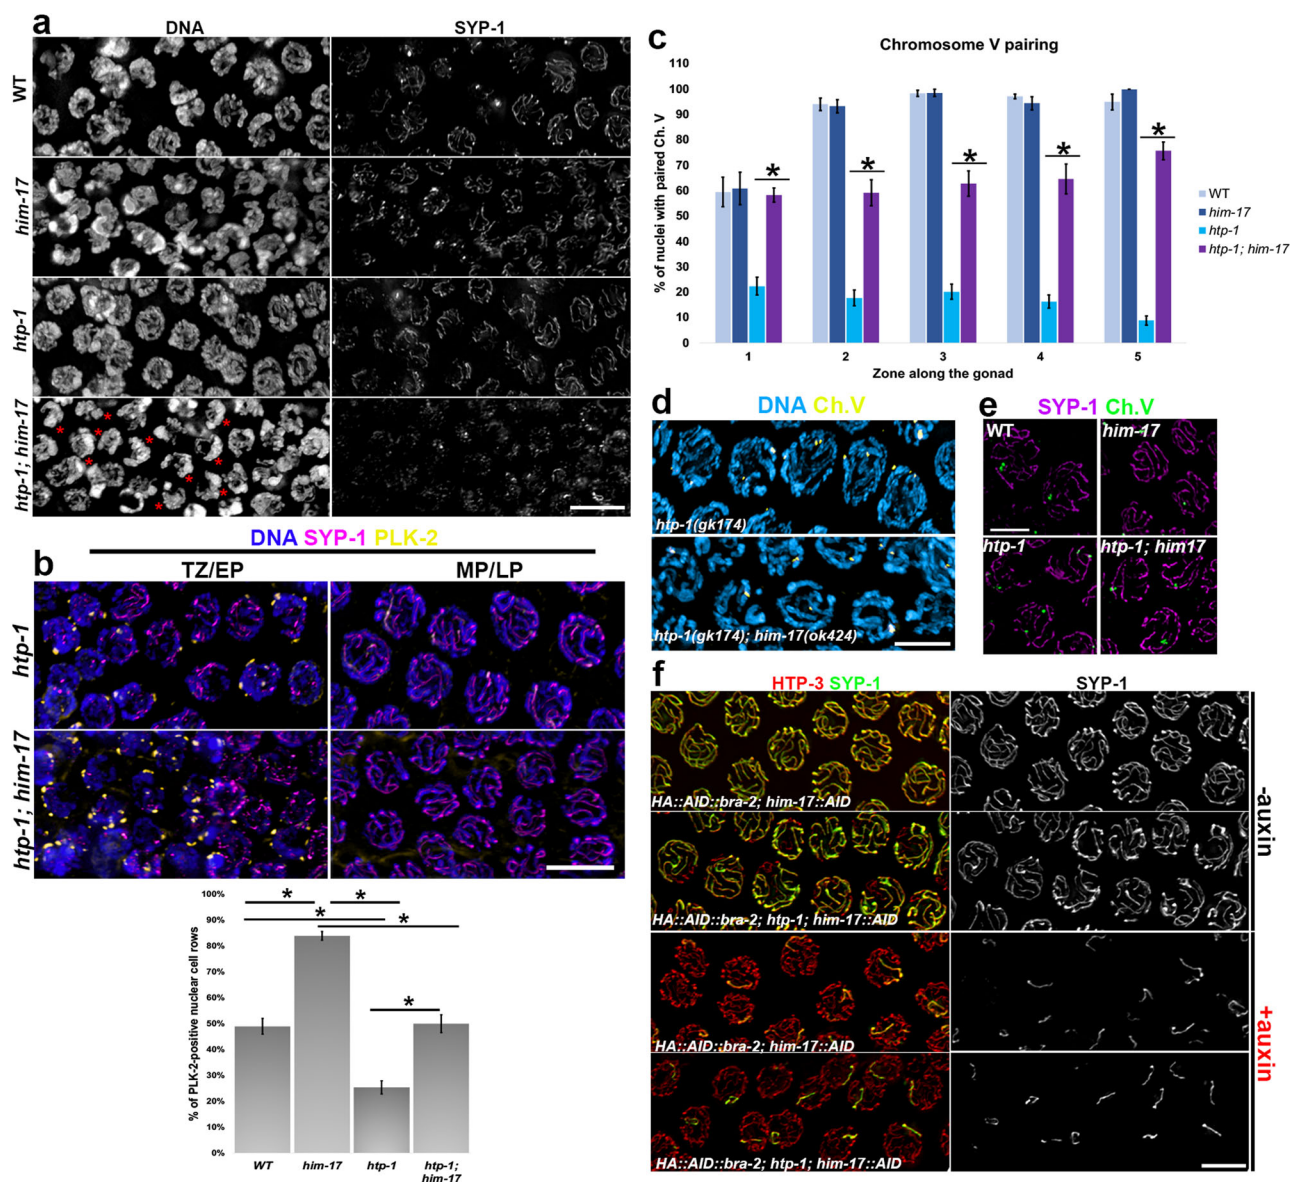 a
DNA
SYP-1
WT
him-17
htp-1
htp-1; him-17
DNA SYP-1 PLK-2
b
TZ/EP
MP/LP
htp-1
htp-1; him-17
% of PLK-2-positive nuclear cell rows
100%
90%
80%
70%
60%
50%
40%
30%
20%
10%
0%
* *
*
*
*
WT
him-17
htp-1
htp-1; him-17
c
Chromosome V pairing
% of nuclei with paired Ch. V
110
100
90
80
70
60
50
40
30
20
10
0
* * * * *
1 2 3 4 5
Zone along the gonad
WT
him-17
htp-1
htp-1; him-17
d
DNA Ch.V
htp-1(gk174)
htp-1(gk174); him-17(ok424)
e
SYP-1 Ch.V
WT
him-17
htp-1
htp-1; him17
f
HTP-3 SYP-1
SYP-1
HA::AID::bra-2; him-17::AID
HA::AID::bra-2; htp-1; him-17::AID
-auxin
HA::AID::bra-2; him-17::AID
HA::AID::bra-2; htp-1; him-17::AID
+auxin